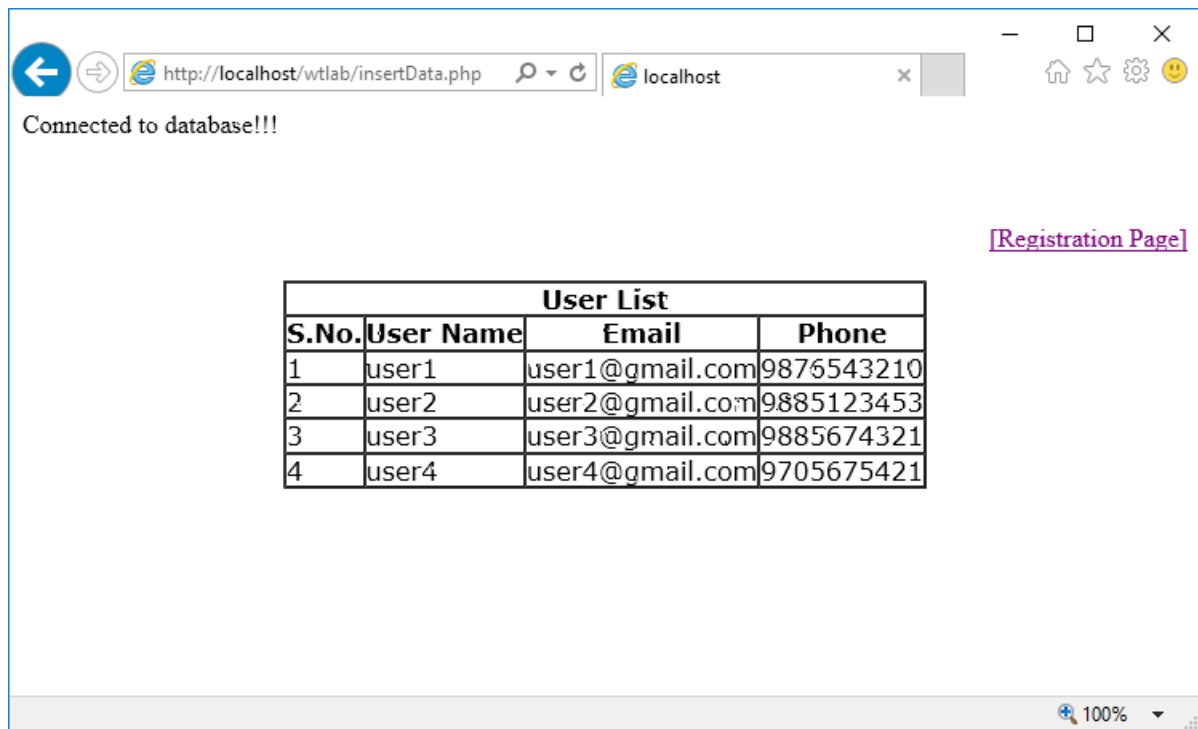 http://localhost/wtlab/insertData.php localhost
Connected to database!!!
[Registration Page]
User List
S.No. User Name Email Phone
1 user1 user1@gmail.com 9876543210
2 user2 user2@gmail.com 9885123453
3 user3 user3@gmail.com 9885674321
4 user4 user4@gmail.com 9705675421
100%